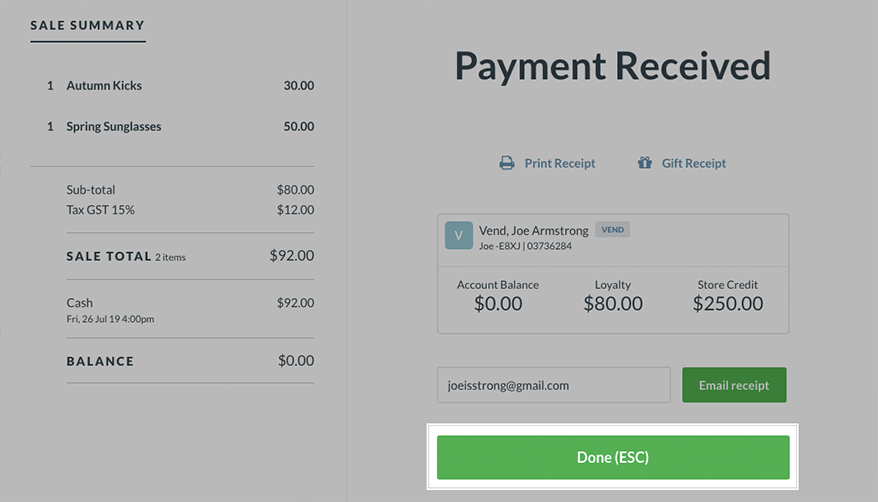 SALE SUMMARY
1 Autumn Kicks 30.00
1 Spring Sunglasses 50.00
Sub-total $80.00
Tax GST 15% $12.00
SALE TOTAL 2 items $92.00
Cash $92.00
Fri, 26 Jul 19 4:00pm
BALANCE $0.00
Payment Received
Print Receipt Gift Receipt
V Vend, Joe Armstrong VEND
Joe -E8XJ | 03736284
Account Balance Loyalty Store Credit
$0.00 $80.00 $250.00
joeisstrong@gmail.com Email receipt
Done (ESC)